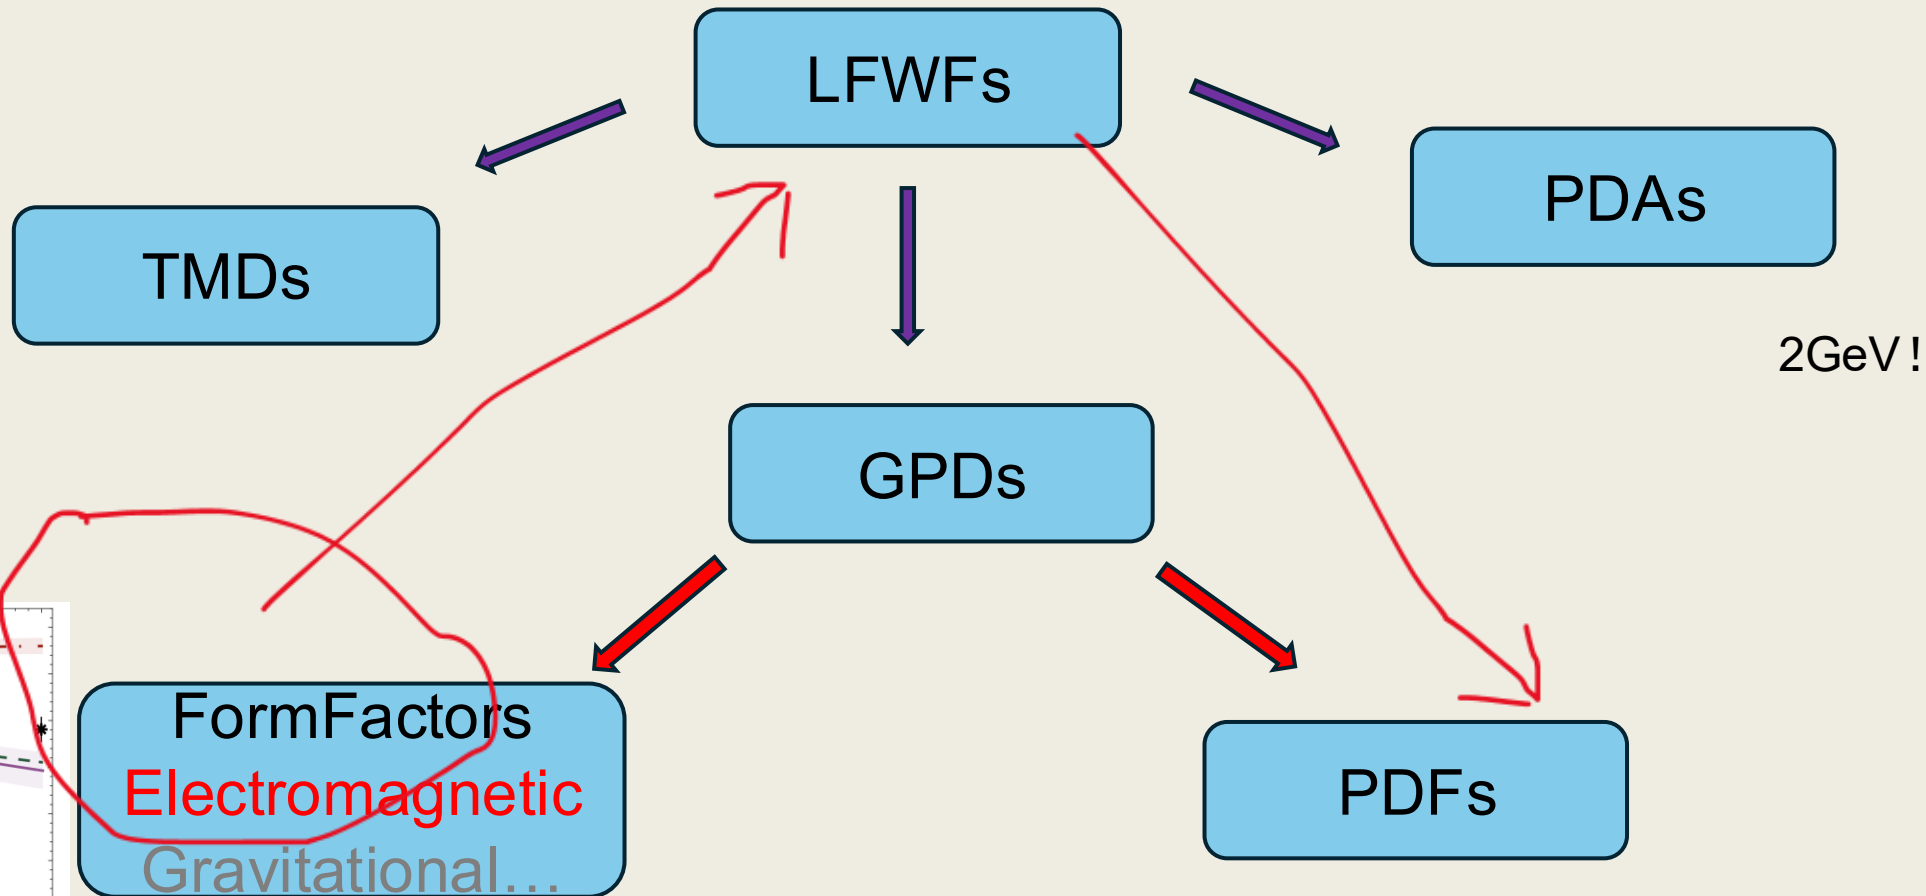 LFWFs
PDAs
TMDs
2GeV!
GPDs
FormFactors
Electromagnetic
Gravitational...
PDFs